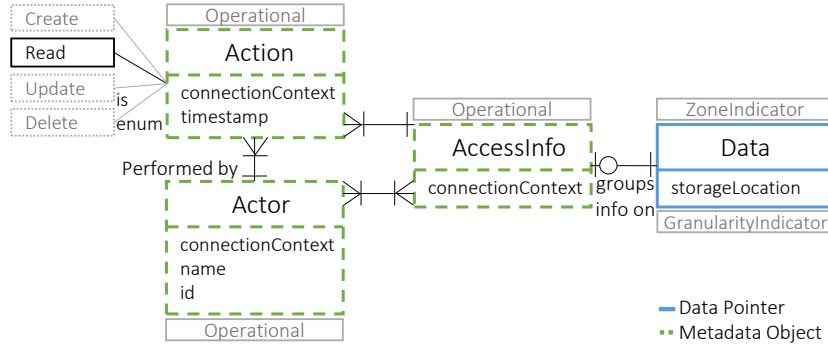 Create
Read
Update
Delete
is
enum
Operational
Action
connectionContext
timestamp
Performed by
Actor
connectionContext
name
id
Operational
Operational
AccessInfo
connectionContext
groups
info on
ZoneIndicator
Data
storageLocation
GranularityIndicator
Data Pointer
Metadata Object